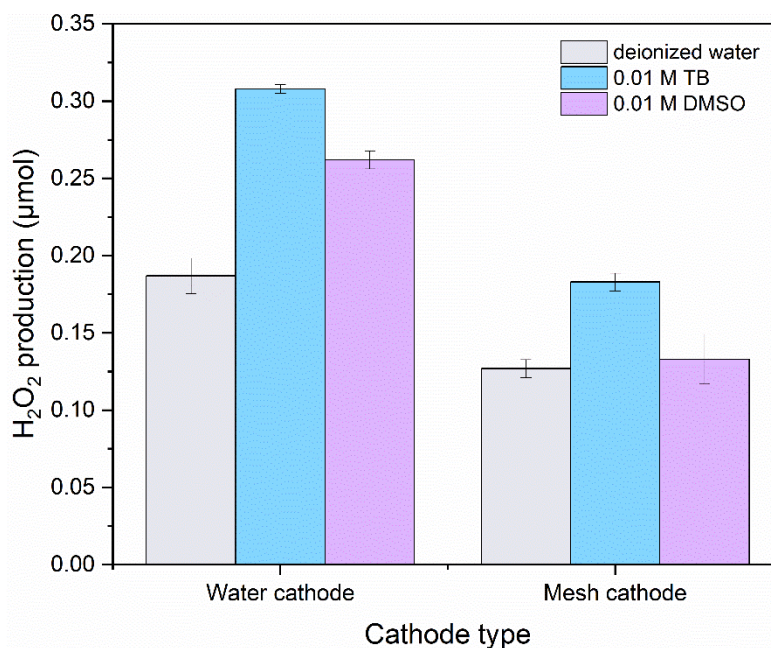 H₂O₂ production (μmol)
0.35
0.30
0.25
0.20
0.15
0.10
0.05
0.00
deionized water
0.01 M TB
0.01 M DMSO
Water cathode
Mesh cathode
Cathode type